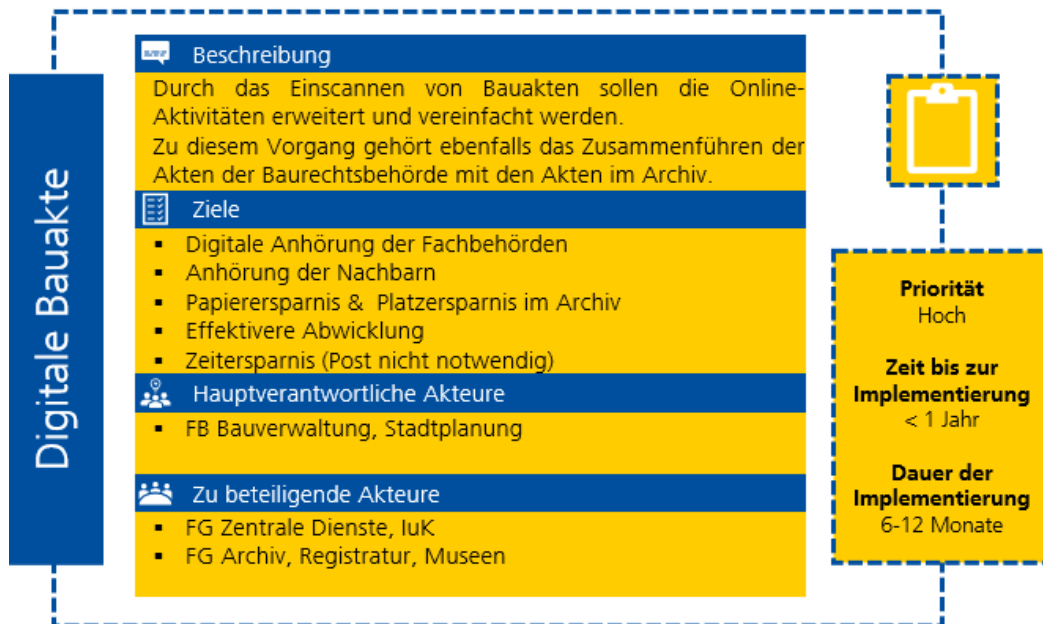 Digitale Bauakte
Beschreibung
Durch das Einscannen von Bauakten sollen die Online-
Aktivitäten erweitert und vereinfacht werden.
Zu diesem Vorgang gehört ebenfalls das Zusammenführen der
Akten der Baurechtsbehörde mit den Akten im Archiv.
Ziele
▪ Digitale Anhörung der Fachbehörden
▪ Anhörung der Nachbarn
▪ Papierersparnis & Platzersparnis im Archiv
▪ Effektivere Abwicklung
▪ Zeitersparnis (Post nicht notwendig)
Hauptverantwortliche Akteure
▪ FB Bauverwaltung, Stadtplanung
Zu beteiligende Akteure
▪ FG Zentrale Dienste, IuK
▪ FG Archiv, Registratur, Museen
Priorität
Hoch
Zeit bis zur
Implementierung
< 1 Jahr
Dauer der
Implementierung
6-12 Monate